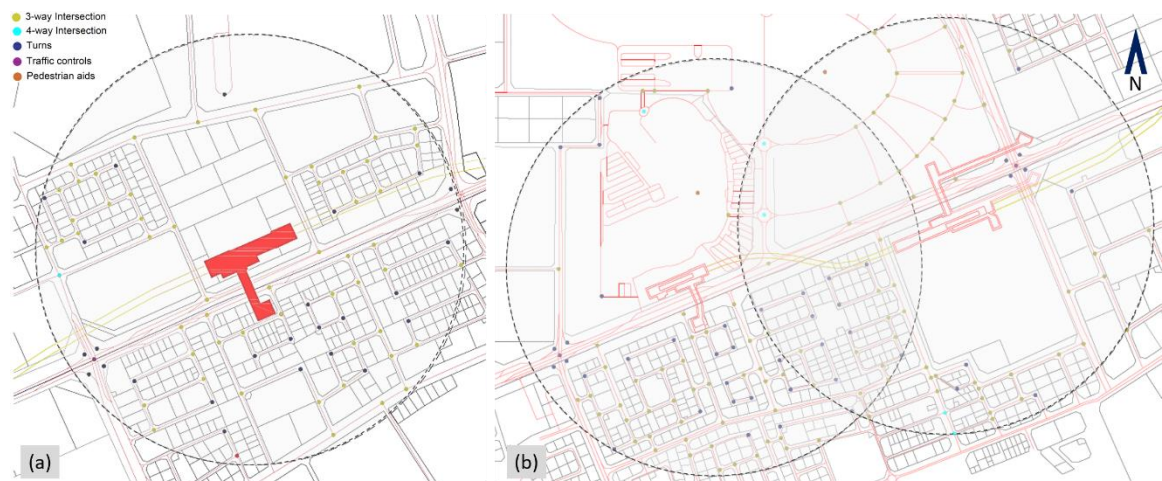 3-way Intersection
4-way Intersection
Turns
Traffic controls
Pedestrian aids
N
(a)
(b)